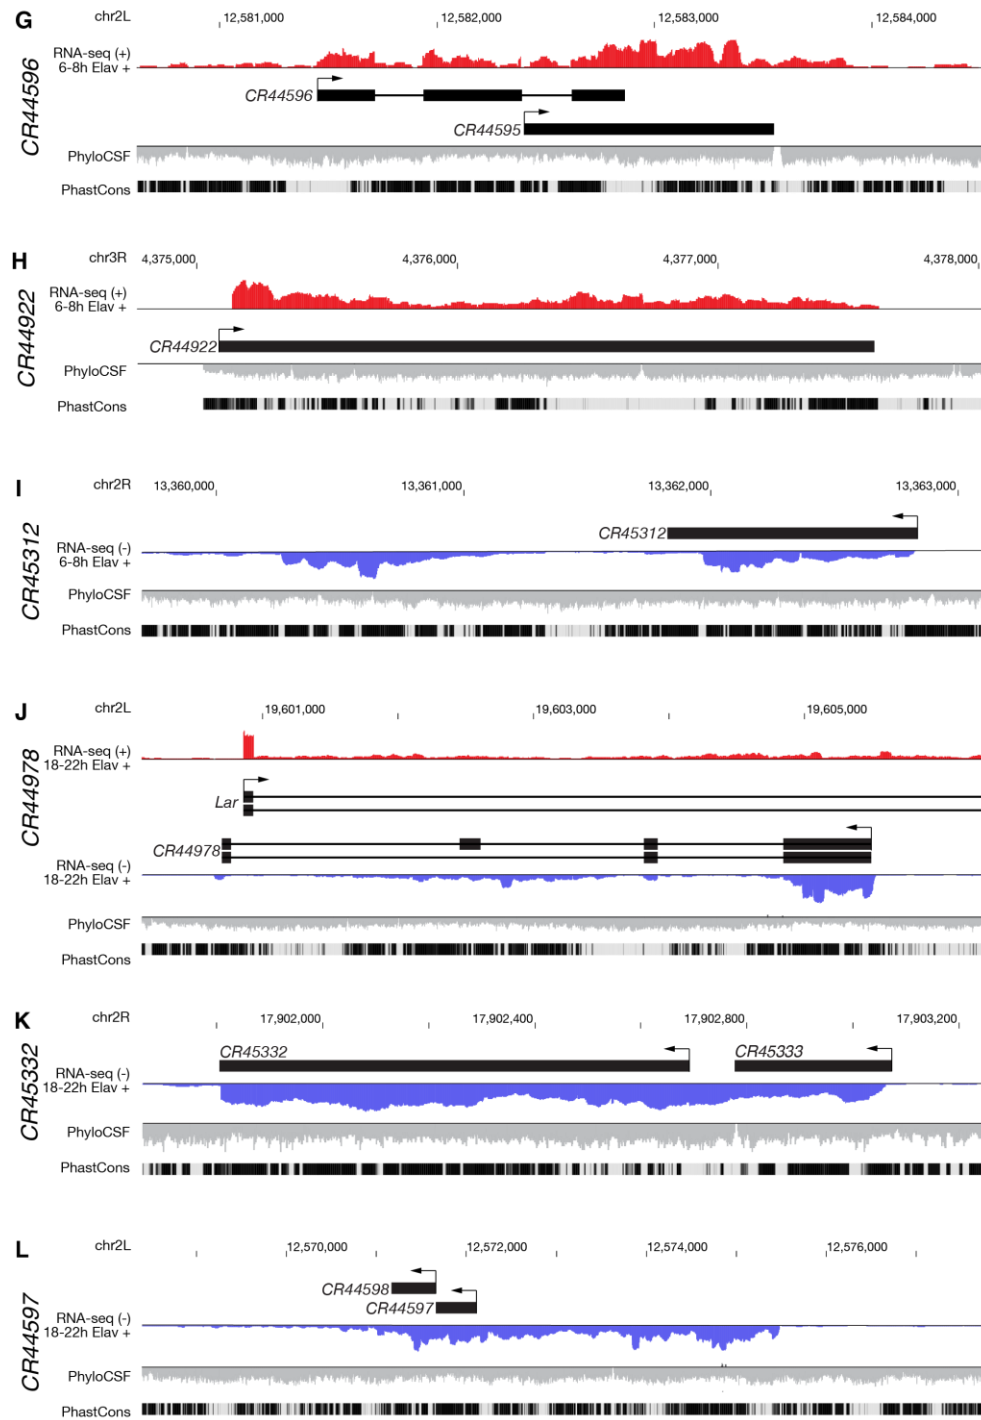 G
chr2L
12,581,000
12,582,000
12,583,000
12,584,000
CR44596
RNA-seq (+)
6-8h Elav +
CR44596
CR44595
PhyloCSF
PhastCons
H
chr3R
4,375,000
4,376,000
4,377,000
4,378,000
CR44922
RNA-seq (+)
6-8h Elav +
CR44922
PhyloCSF
PhastCons
I
chr2R
13,360,000
13,361,000
13,362,000
13,363,000
CR45312
CR45312
RNA-seq (-)
6-8h Elav +
PhyloCSF
PhastCons
J
chr2L
19,601,000
19,603,000
19,605,000
CR44978
RNA-seq (+)
18-22h Elav +
Lar
CR44978
RNA-seq (-)
18-22h Elav +
PhyloCSF
PhastCons
K
chr2R
17,902,000
17,902,400
17,902,800
17,903,200
CR45332
CR45332
CR45333
RNA-seq (-)
18-22h Elav +
PhyloCSF
PhastCons
L
chr2L
12,570,000
12,572,000
12,574,000
12,576,000
CR44597
CR44598
CR44597
RNA-seq (-)
18-22h Elav +
PhyloCSF
PhastCons